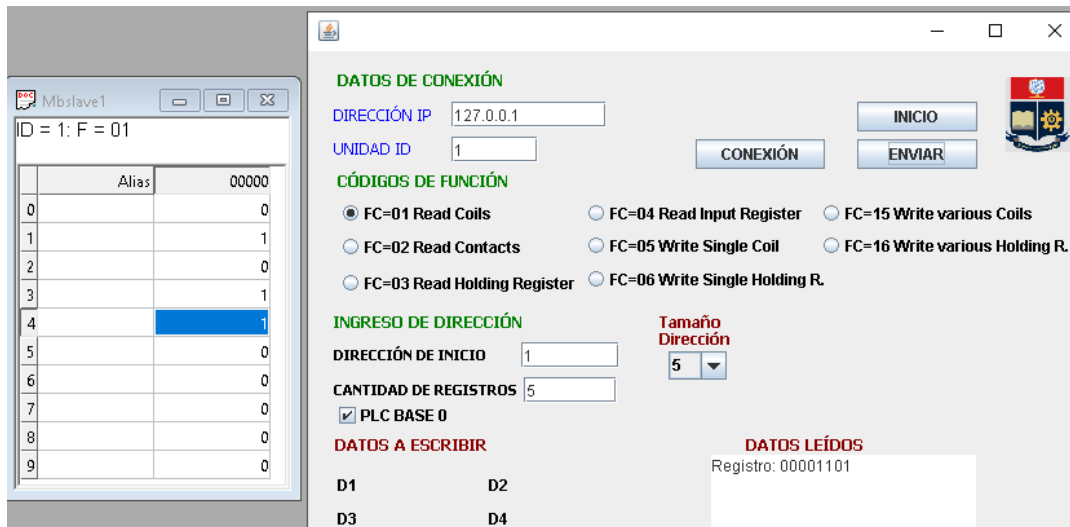 Mbslave1
ID = 1: F = 01
Alias 00000
0 0
1 1
2 0
3 1
4 1
5 0
6 0
7 0
8 0
9 0
DATOS DE CONEXIÓN
DIRECCIÓN IP 127.0.0.1
INICIO
UNIDAD ID 1
CONEXIÓN ENVIAR
CÓDIGOS DE FUNCIÓN
FC=01 Read Coils FC=04 Read Input Register FC=15 Write various Coils
FC=02 Read Contacts FC=05 Write Single Coil FC=16 Write various Holding R.
FC=03 Read Holding Register FC=06 Write Single Holding R.
INGRESO DE DIRECCIÓN
Tamaño
Dirección
DIRECCIÓN DE INICIO 1
5
CANTIDAD DE REGISTROS 5
PLC BASE 0
DATOS A ESCRIBIR
DATOS LEÍDOS
Registro: 00001101
D1 D2
D3 D4